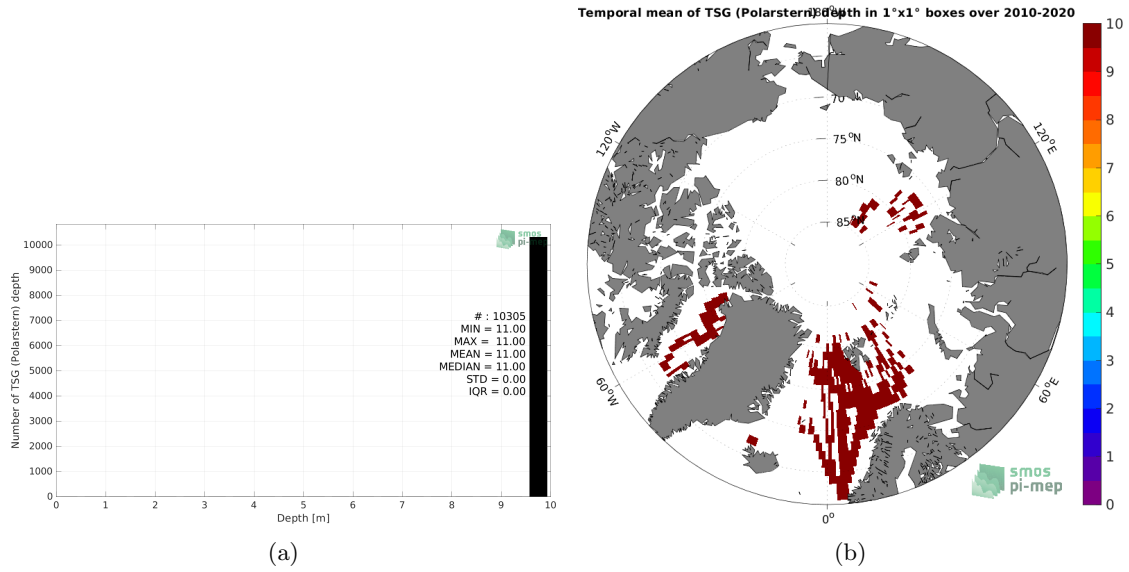 Temporal mean of TSG (Polarstern) depth in 1°x1° boxes over 2010-2020
smos
pi-mep
# : 10305
MIN = 11.00
MAX = 11.00
MEAN = 11.00
MEDIAN = 11.00
STD = 0.00
IQR = 0.00
Number of TSG (Polarstern) depth
10000
9000
8000
7000
6000
5000
4000
3000
2000
1000
0
0 1 2 3 4 5 6 7 8 9 10
Depth [m]
(a)
180°W
120°W
120°E
70°N
75°N
80°N
85°N
60°W
60°E
0°
smos
pi-mep
10
9
8
7
6
5
4
3
2
1
0
(b)